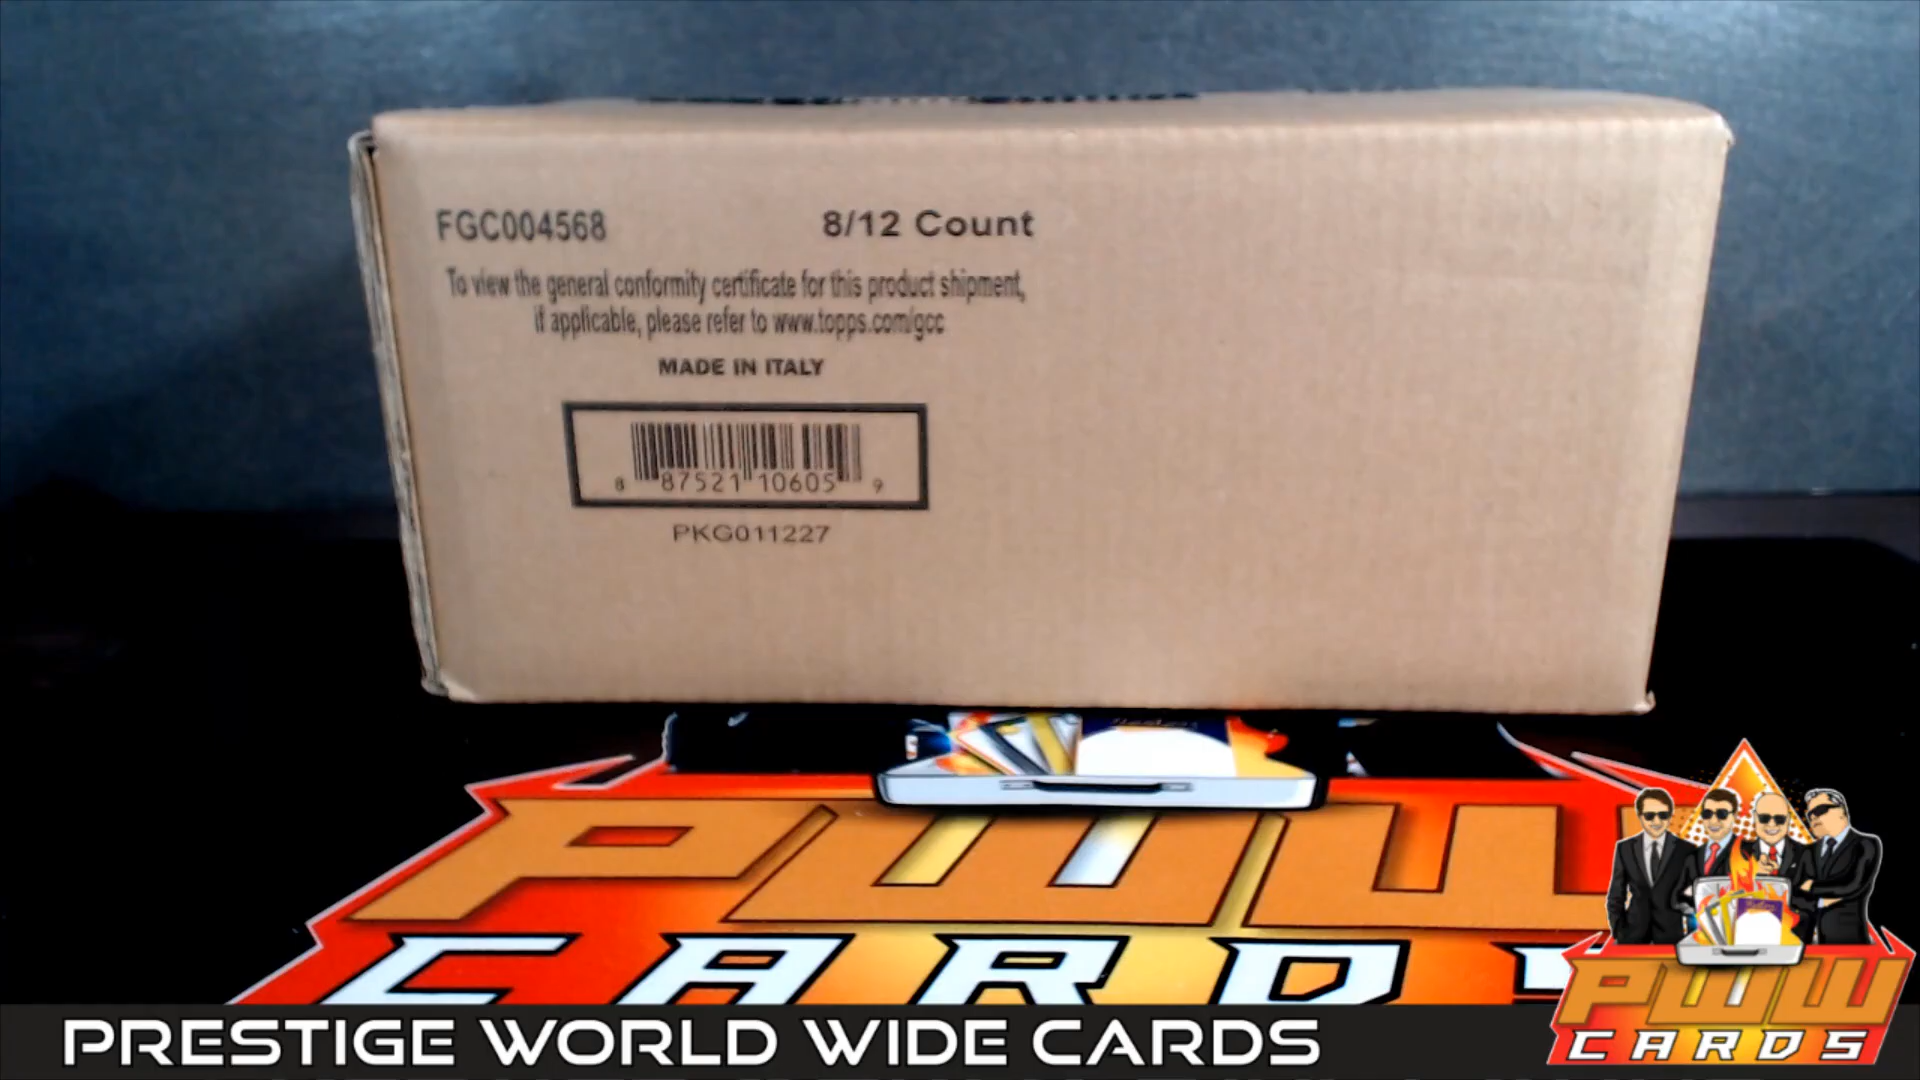 FGC004568
8/12 Count
To view the general conformity certificate for this product shipment,
if applicable, please refer to www.topps.com/gcc
MADE IN ITALY
8 87521 10605 9
PKG011227
PWW
CARDS
PRESTIGE WORLD WIDE CARDS
PWW
CARDS